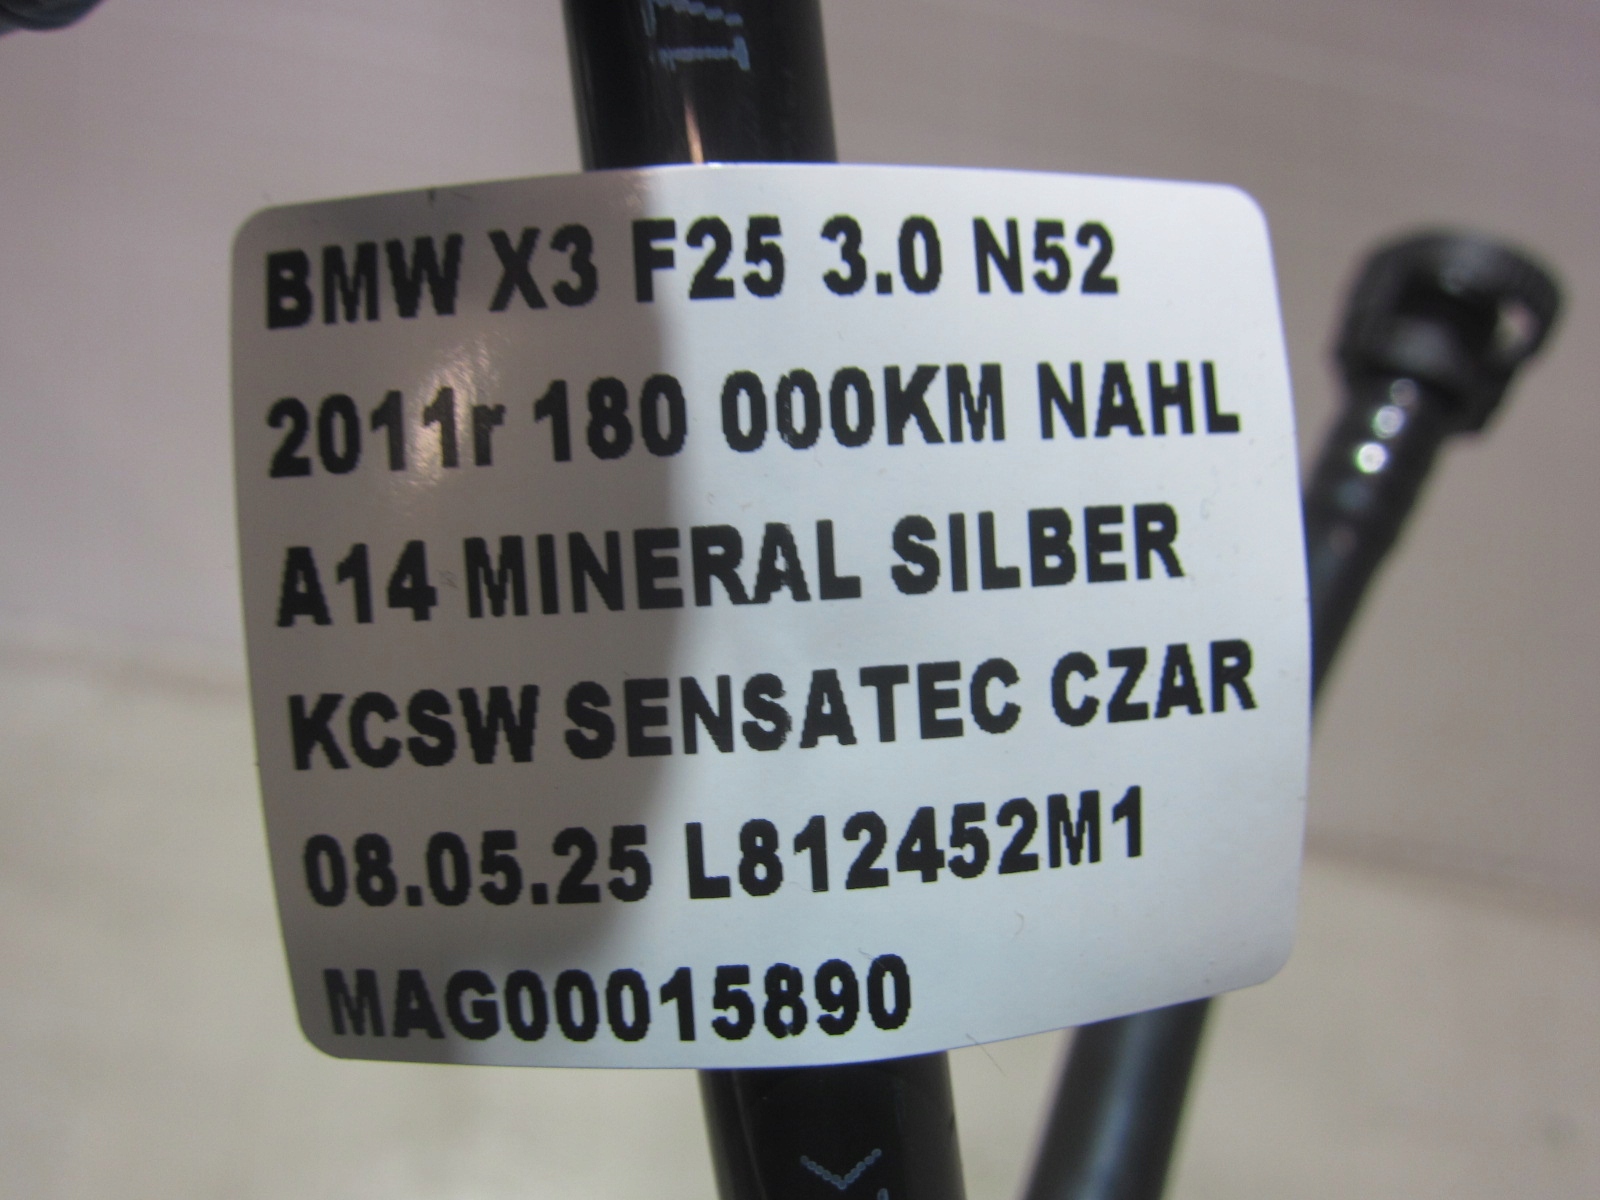 BMW X3 F25 3.0 N52
2011r 180 000KM NAHL
A14 MINERAL SILBER
KCSW SENSATEC CZAR
08.05.25 L812452M1
MAG00015890